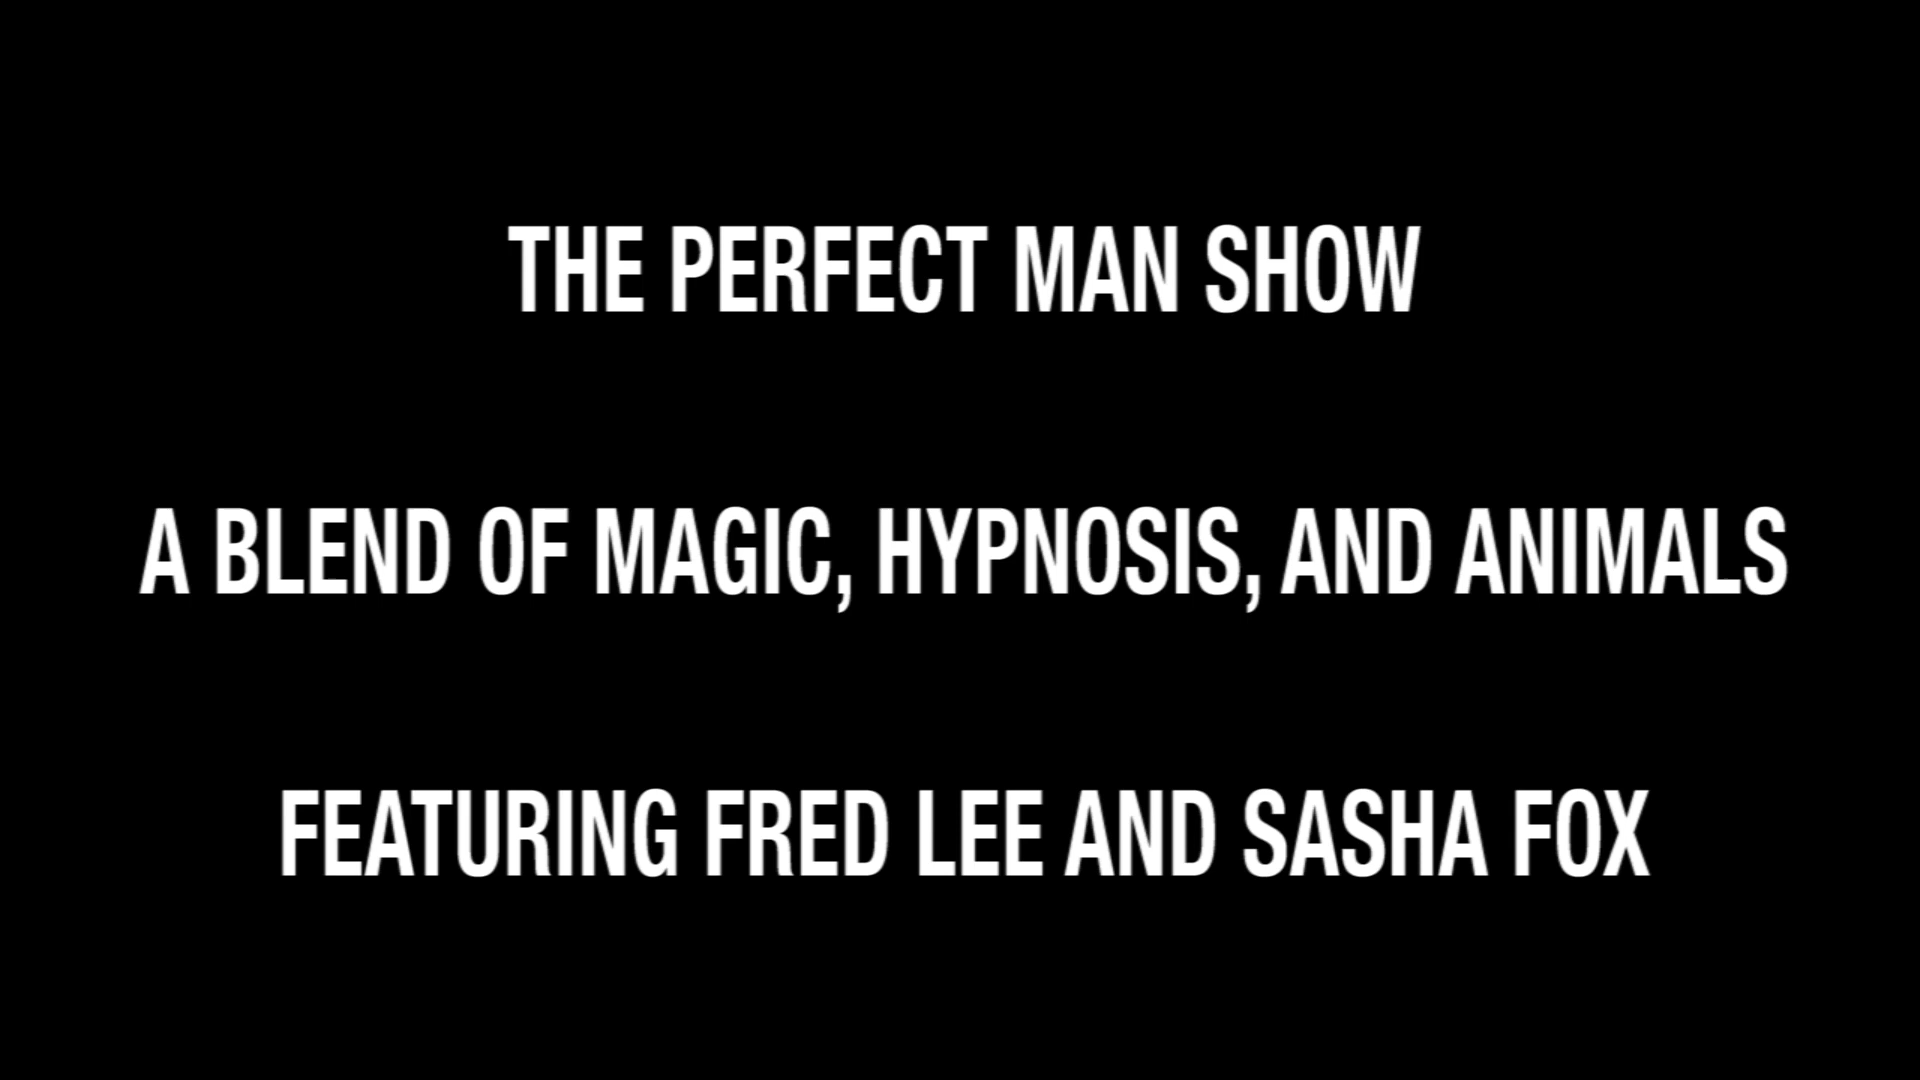 THE PERFECT MAN SHOW
A BLEND OF MAGIC, HYPNOSIS, AND ANIMALS
FEATURING FRED LEE AND SASHA FOX